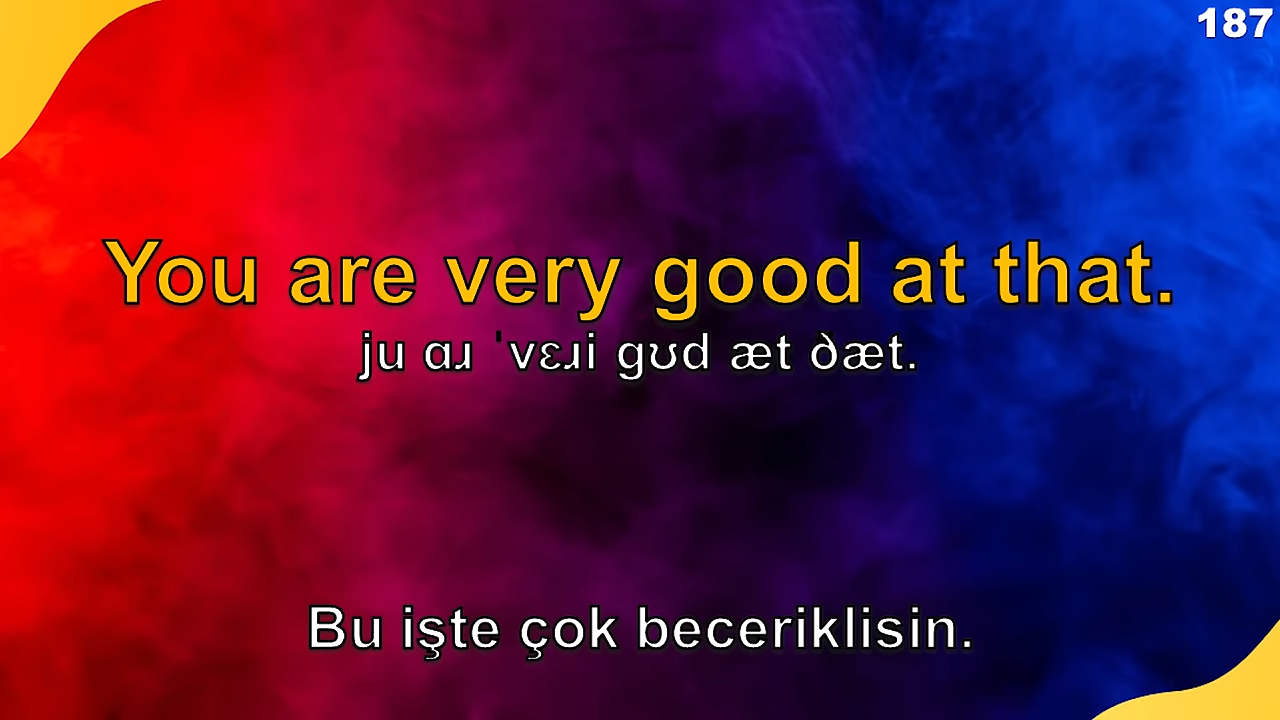 187
You are very good at that.
ju ɑɹ ˈvɛɹi ɡʊd æt ðæt.
Bu işte çok beceriklisin.